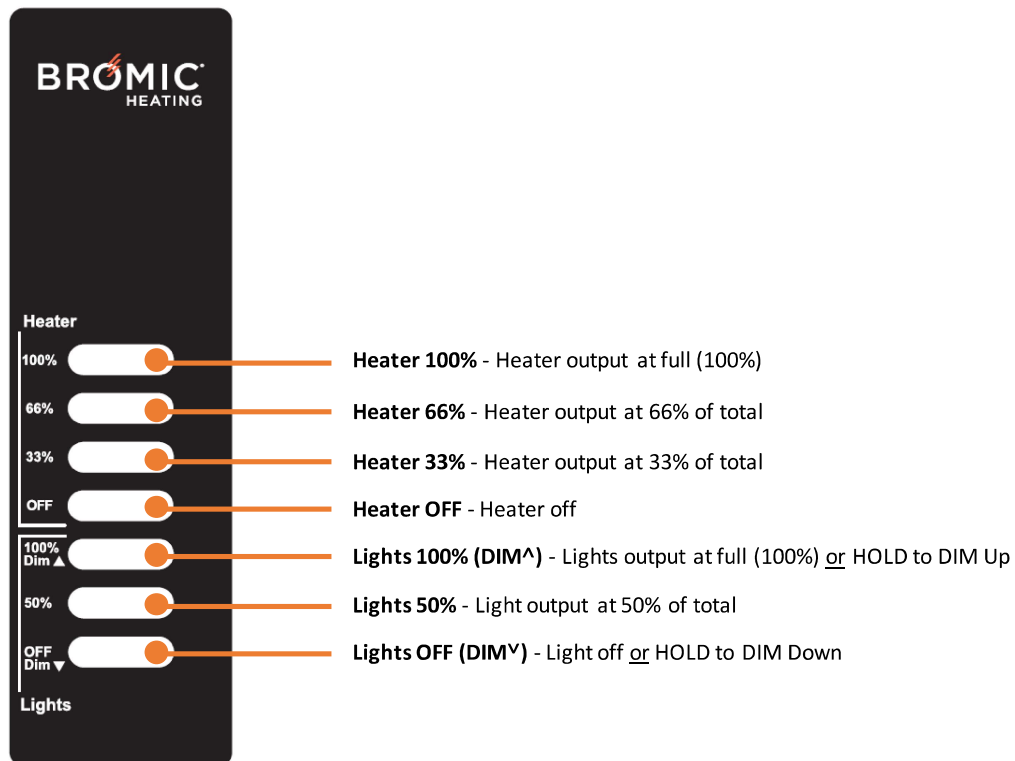 BROMIC
HEATING
Heater
100%
Heater 100% - Heater output at full (100%)
66%
Heater 66% - Heater output at 66% of total
33%
Heater 33% - Heater output at 33% of total
OFF
Heater OFF - Heater off
100%
Dim ▲
Lights 100% (DIM^) - Lights output at full (100%) or HOLD to DIM Up
50%
Lights 50% - Light output at 50% of total
OFF
Dim ▼
Lights OFF (DIM˅) - Light off or HOLD to DIM Down
Lights